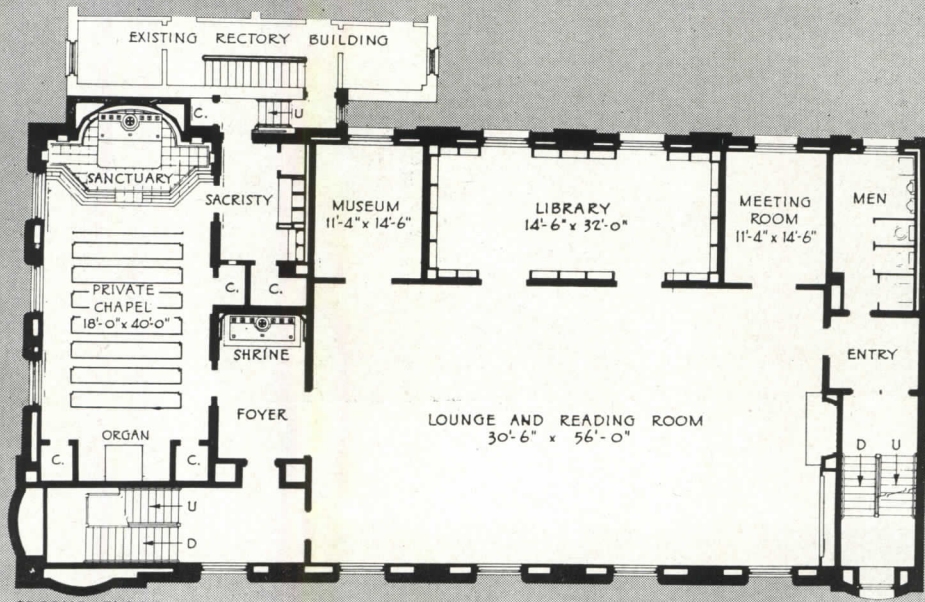 EXISTING RECTORY BUILDING
C.
U
SANCTUARY
SACRISTY
MUSEUM
11'-4" x 14'-6"
LIBRARY
14'-6" x 32'-0"
MEETING
ROOM
11'-4" x 14'-6"
MEN
PRIVATE
CHAPEL
18'-0" x 40'-0"
C.
C.
SHRINE
ENTRY
FOYER
LOUNGE AND READING ROOM
30'-6" x 56'-0"
ORGAN
C.
C.
D U
U
D